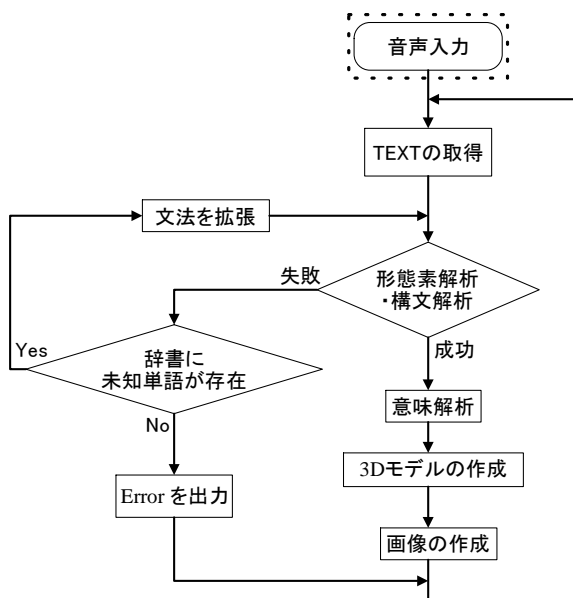 音声入力
TEXTの取得
文法を拡張
失敗
形態素解析
・構文解析
Yes
辞書に
未知単語が存在
成功
No
意味解析
3Dモデルの作成
Error を出力
画像の作成